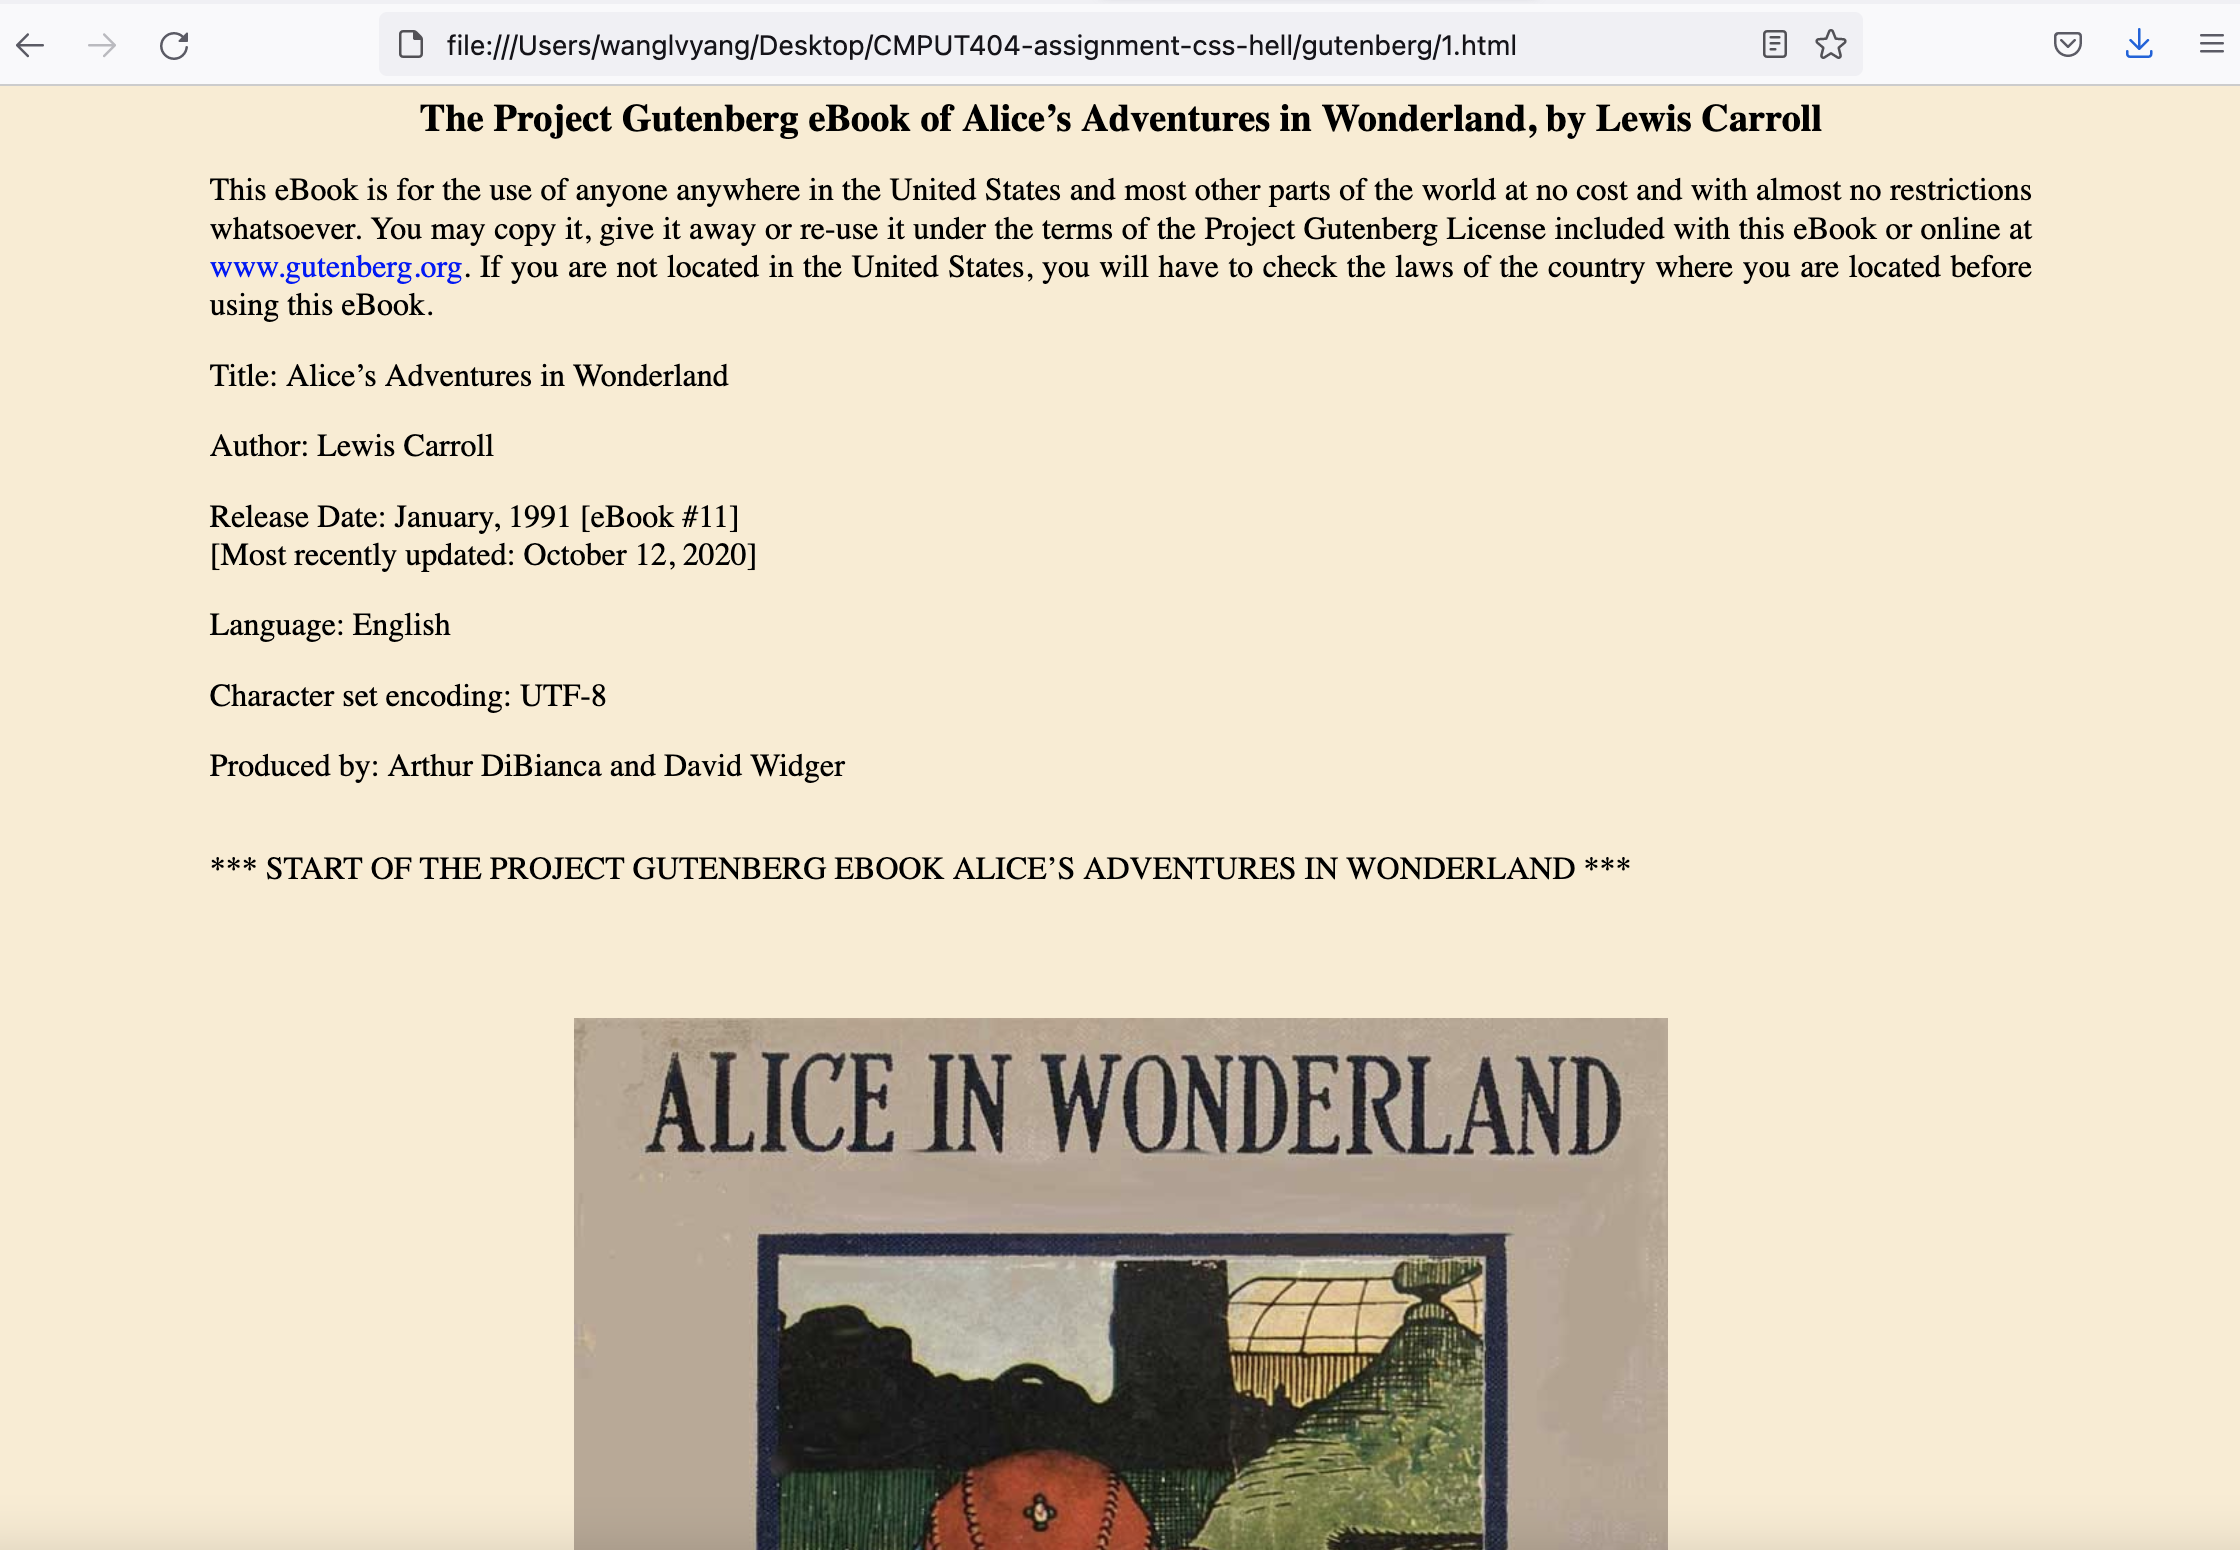 file:///Users/wanglvyang/Desktop/CMPUT404-assignment-css-hell/gutenberg/1.html
The Project Gutenberg eBook of Alice’s Adventures in Wonderland, by Lewis Carroll
This eBook is for the use of anyone anywhere in the United States and most other parts of the world at no cost and with almost no restrictions
whatsoever. You may copy it, give it away or re-use it under the terms of the Project Gutenberg License included with this eBook or online at
www.gutenberg.org. If you are not located in the United States, you will have to check the laws of the country where you are located before
using this eBook.
Title: Alice’s Adventures in Wonderland
Author: Lewis Carroll
Release Date: January, 1991 [eBook #11]
[Most recently updated: October 12, 2020]
Language: English
Character set encoding: UTF-8
Produced by: Arthur DiBianca and David Widger
*** START OF THE PROJECT GUTENBERG EBOOK ALICE’S ADVENTURES IN WONDERLAND ***
ALICE IN WONDERLAND